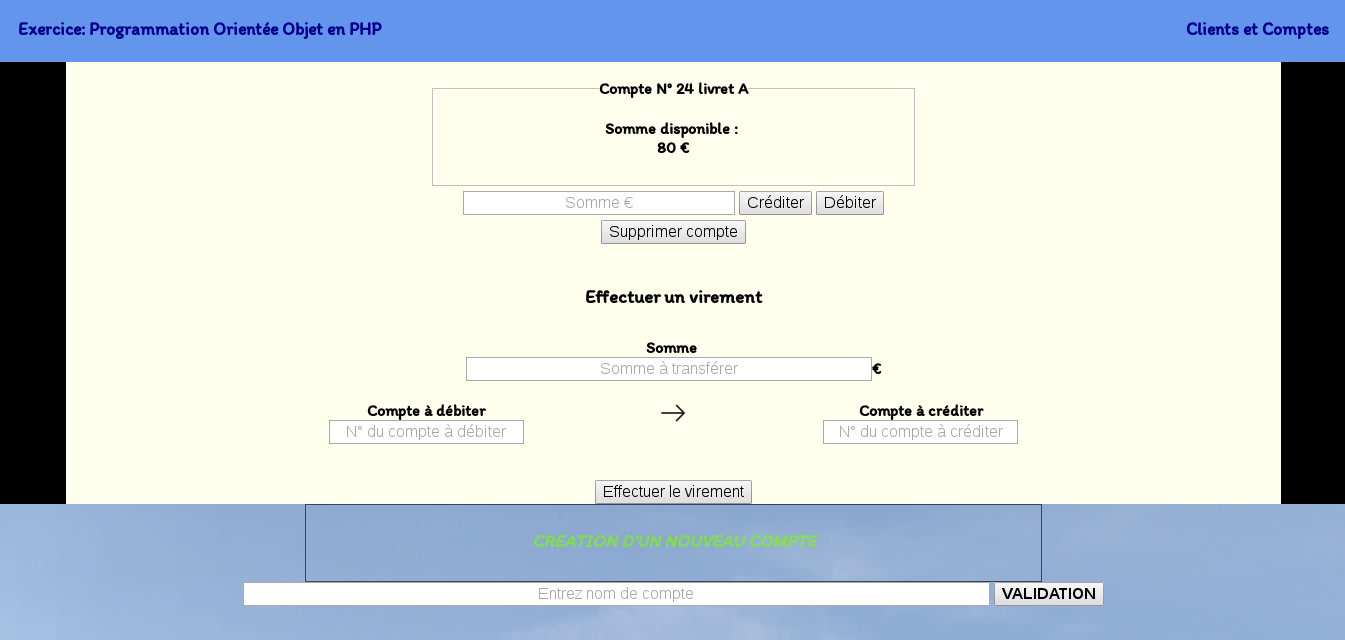 Exercice: Programmation Orientée Objet en PHP
Clients et Comptes
Compte N° 24 livret A
Somme disponible :
80 €
Somme €
Créditer
Débiter
Supprimer compte
Effectuer un virement
Somme
Somme à transférer
€
Compte à débiter
Compte à créditer
N° du compte à débiter
N° du compte à créditer
Effectuer le virement
CREATION D'UN NOUVEAU COMPTE
Entrez nom de compte
VALIDATION